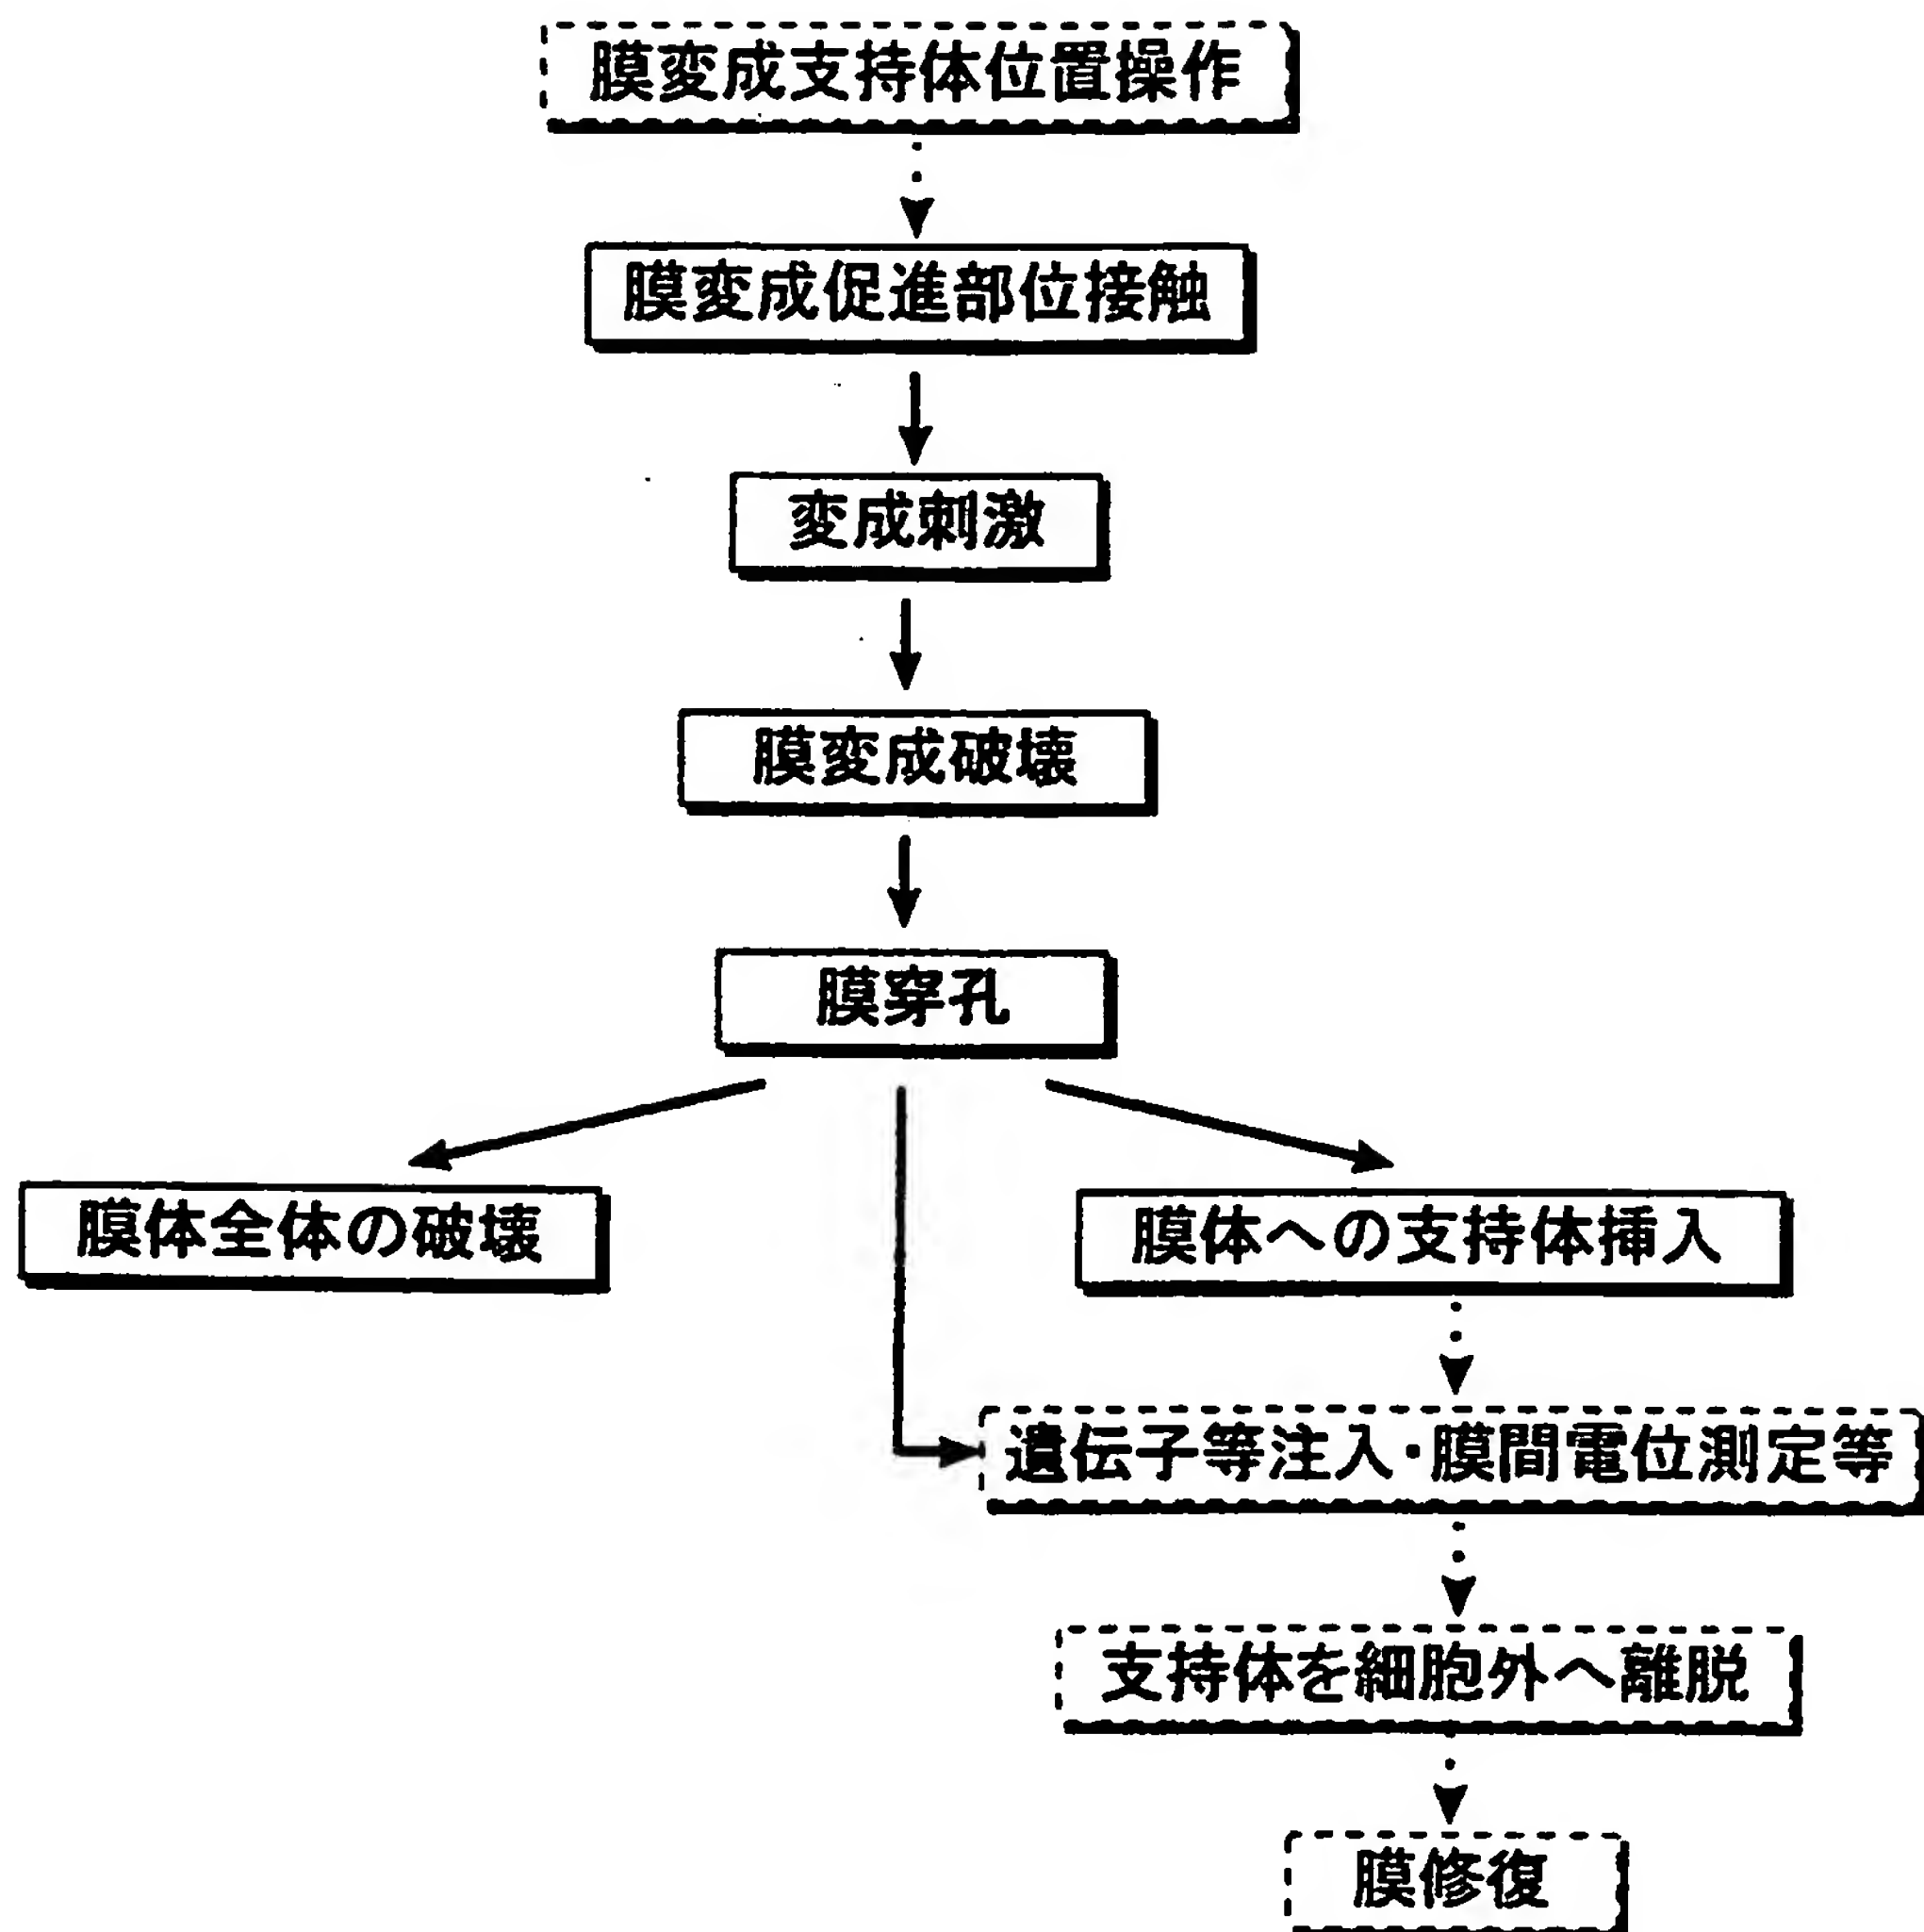 膜変成支持体位置操作
膜変成促進部位接触
変成刺激
膜変成破壊
膜穿孔
膜体全体の破壊
膜体への支持体挿入
遺伝子等注入・膜間電位測定等
支持体を細胞外へ離脱
膜修復